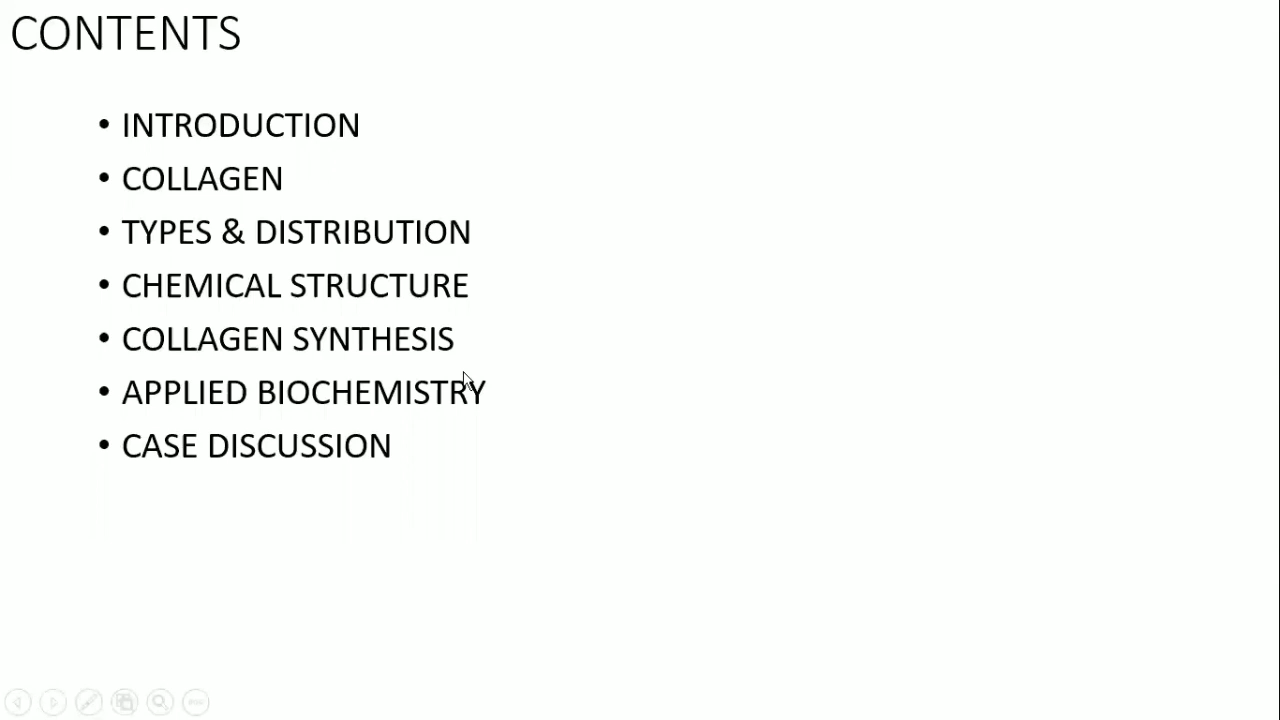 CONTENTS
• INTRODUCTION
• COLLAGEN
• TYPES & DISTRIBUTION
• CHEMICAL STRUCTURE
• COLLAGEN SYNTHESIS
• APPLIED BIOCHEMISTRY
• CASE DISCUSSION